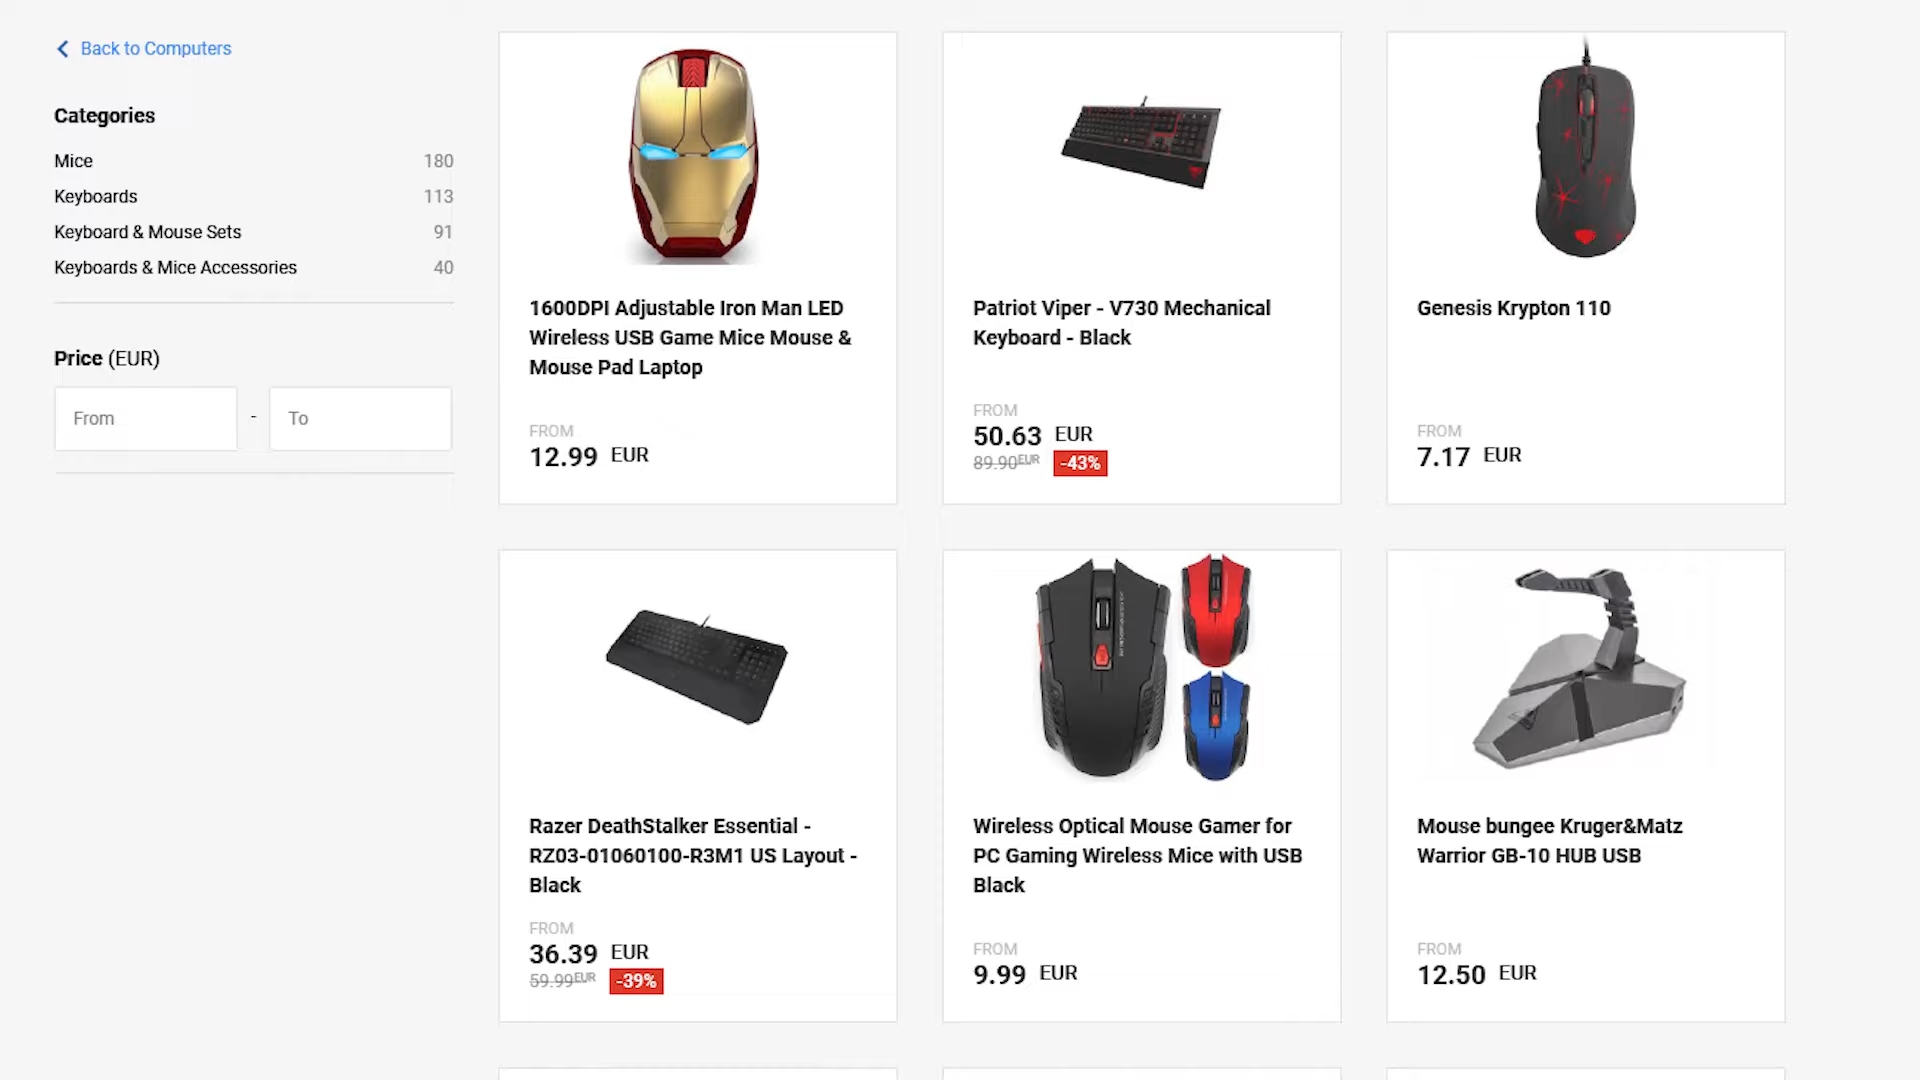 Back to Computers
Categories
Mice 180
Keyboards 113
Keyboard & Mouse Sets 91
Keyboards & Mice Accessories 40
Price (EUR)
From - To
1600DPI Adjustable Iron Man LED
Wireless USB Game Mice Mouse &
Mouse Pad Laptop
FROM
12.99 EUR
Patriot Viper - V730 Mechanical
Keyboard - Black
FROM
50.63 EUR
89.90EUR -43%
Genesis Krypton 110
FROM
7.17 EUR
Razer DeathStalker Essential -
RZ03-01060100-R3M1 US Layout -
Black
FROM
36.39 EUR
59.99EUR -39%
Wireless Optical Mouse Gamer for
PC Gaming Wireless Mice with USB
Black
FROM
9.99 EUR
Mouse bungee Kruger&Matz
Warrior GB-10 HUB USB
FROM
12.50 EUR